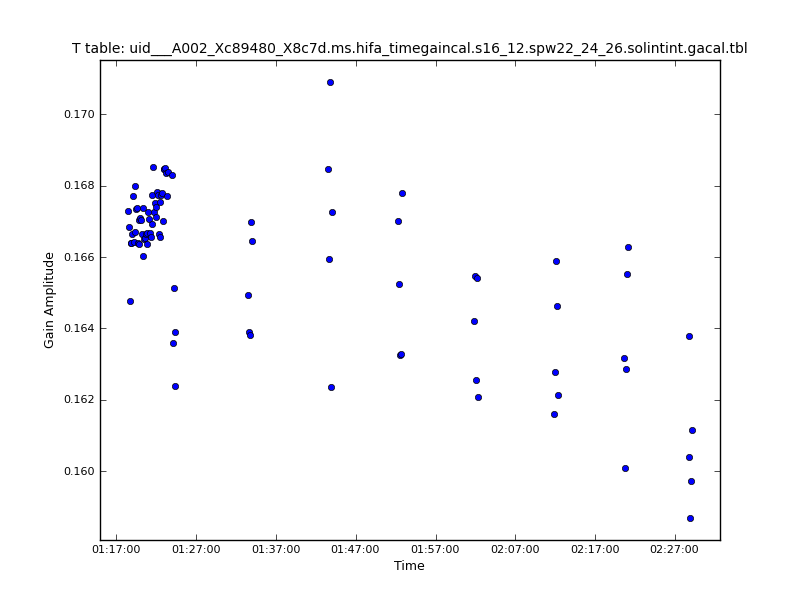 T table: uid___A002_Xc89480_X8c7d.ms.hifa_timegaincal.s16_12.spw22_24_26.solintint.gacal.tbl
0.170
0.168
0.166
0.164
0.162
0.160
Gain Amplitude
01:17:00 01:27:00 01:37:00 01:47:00 01:57:00 02:07:00 02:17:00 02:27:00
Time